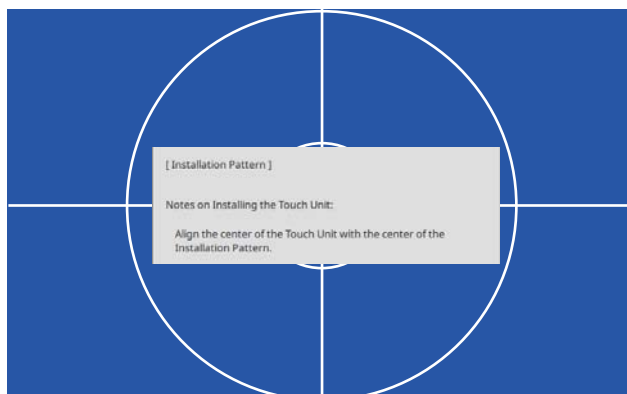 [ Installation Pattern ]
Notes on Installing the Touch Unit:
Align the center of the Touch Unit with the center of the
Installation Pattern.